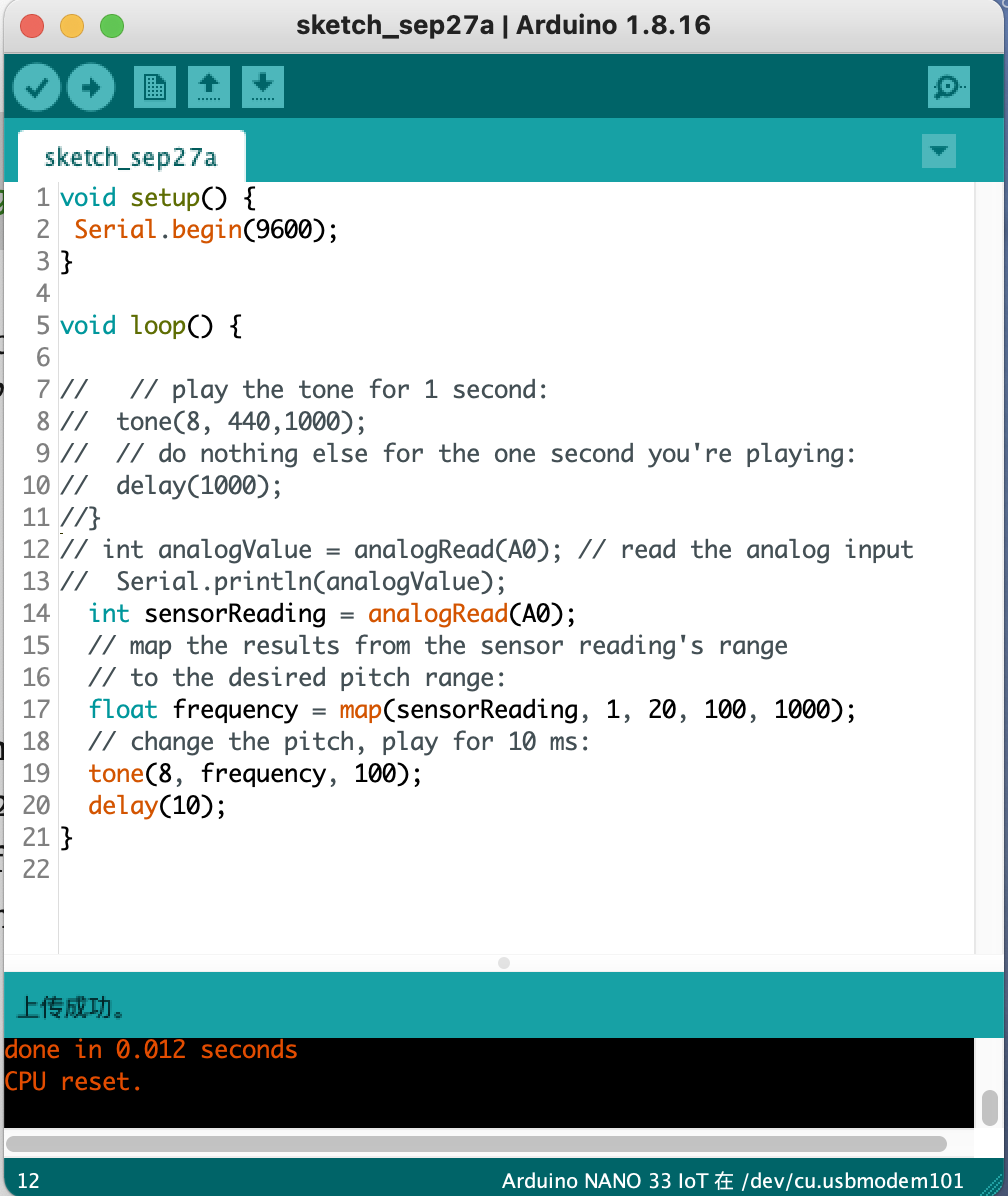 sketch_sep27a | Arduino 1.8.16
sketch_sep27a
1 void setup() {
2  Serial.begin(9600);
3 }
4
5 void loop() {
6
7 //   // play the tone for 1 second:
8 //  tone(8, 440,1000);
9 //  // do nothing else for the one second you're playing:
10 //  delay(1000);
11 //}
12 // int analogValue = analogRead(A0); // read the analog input
13 //  Serial.println(analogValue);
14   int sensorReading = analogRead(A0);
15   // map the results from the sensor reading's range
16   // to the desired pitch range:
17   float frequency = map(sensorReading, 1, 20, 100, 1000);
18   // change the pitch, play for 10 ms:
19   tone(8, frequency, 100);
20   delay(10);
21 }
22
上传成功。
done in 0.012 seconds
CPU reset.
12 Arduino NANO 33 IoT 在 /dev/cu.usbmodem101